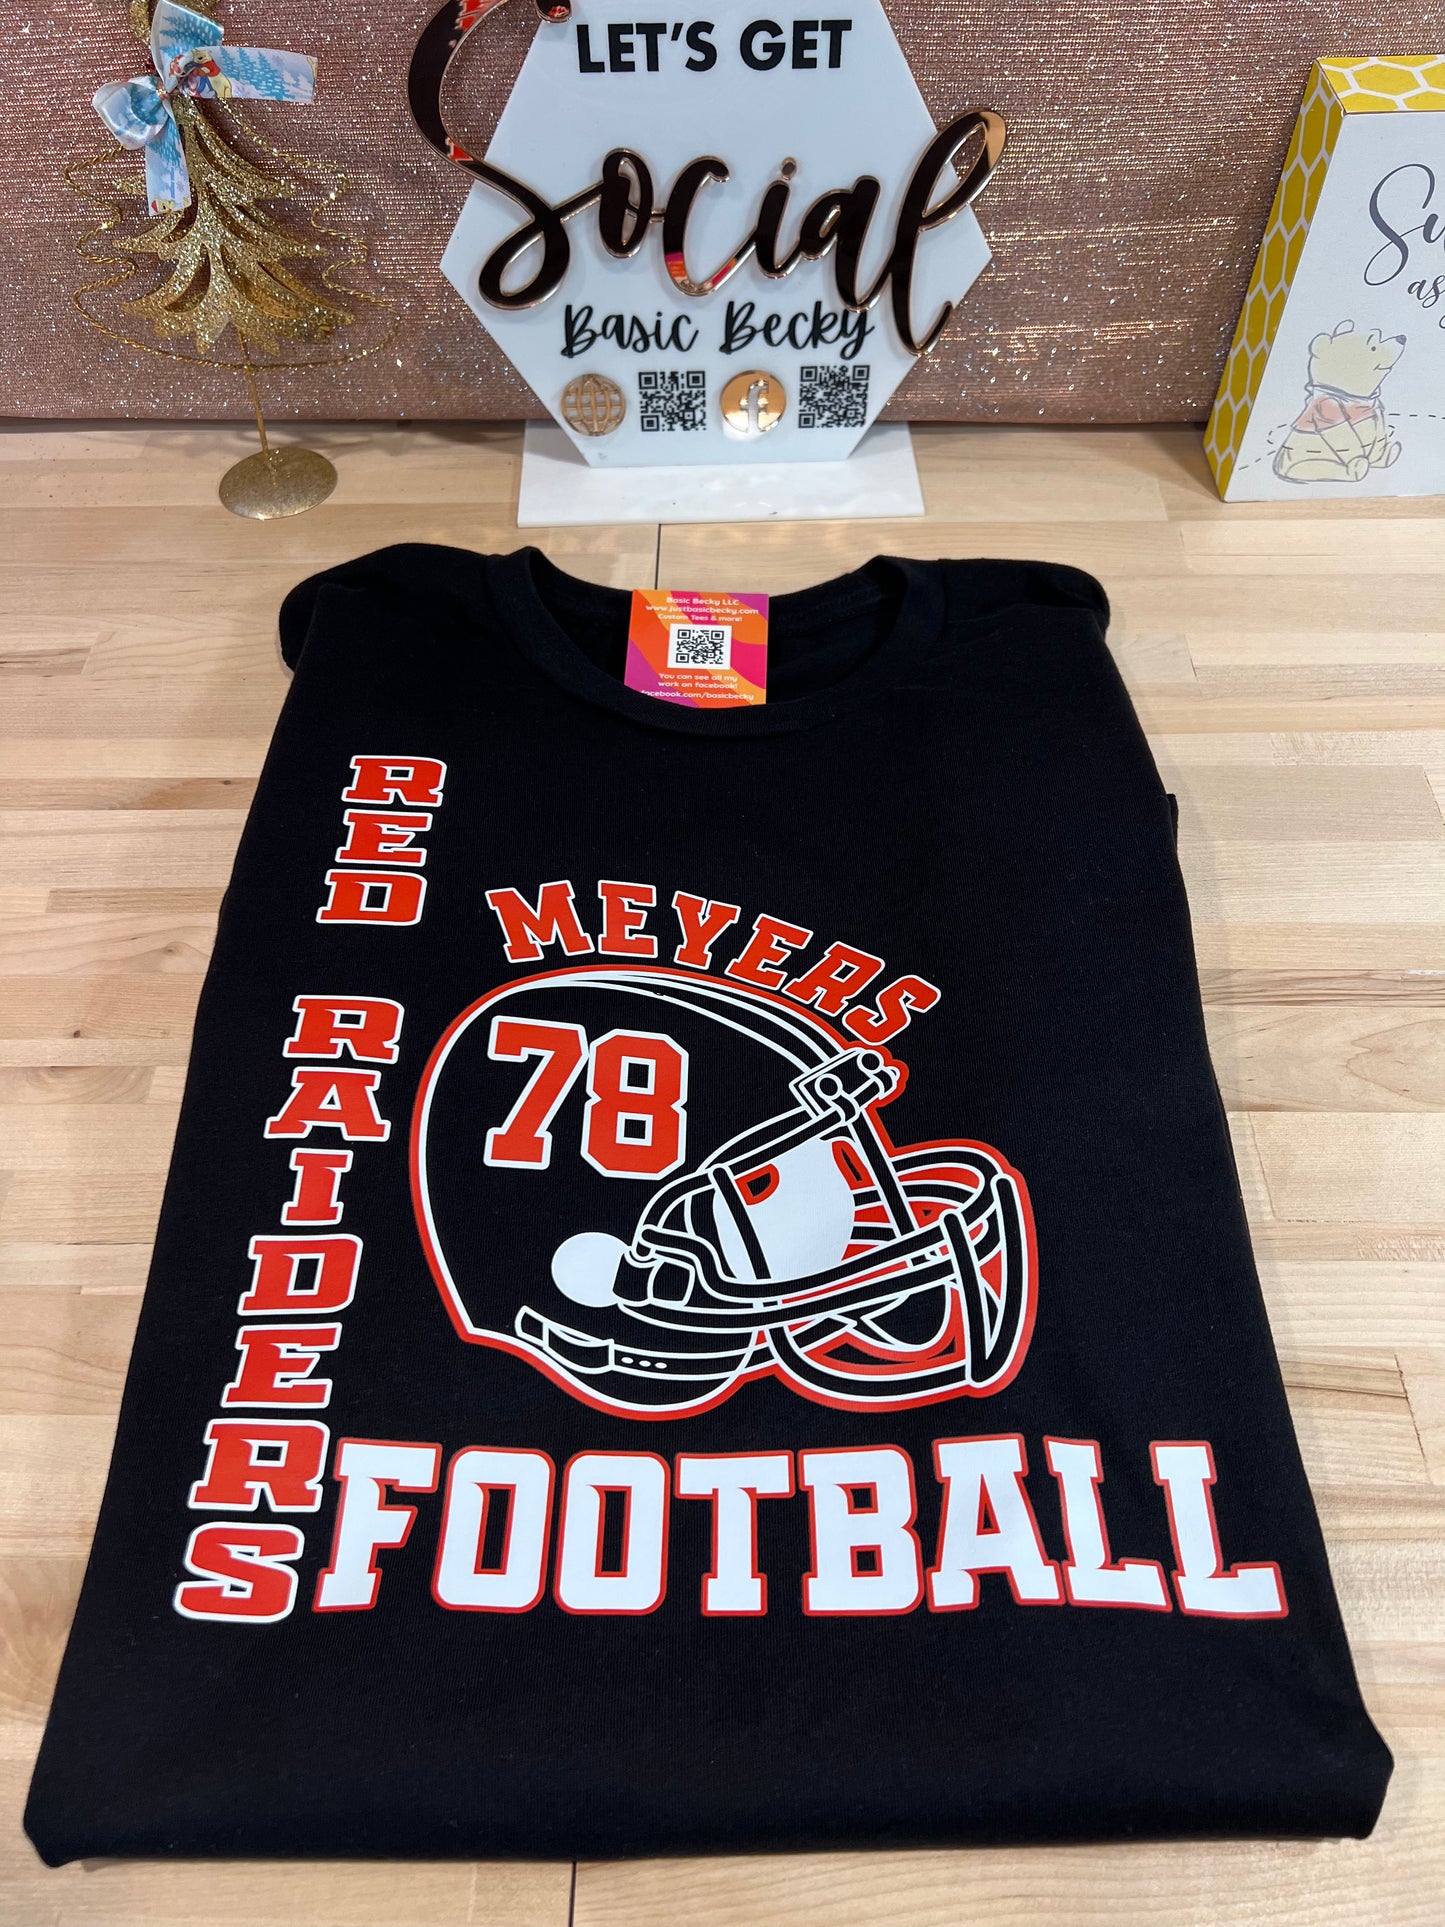 LET'S GET
Social
Basic Becky
f
as
Basic Becky LLC
www.justbasicbecky.com
Custom Tees & more!
You can see all my
work on facebook!
facebook.com/basicbecky
RED RAIDERS
MEYERS
78
FOOTBALL